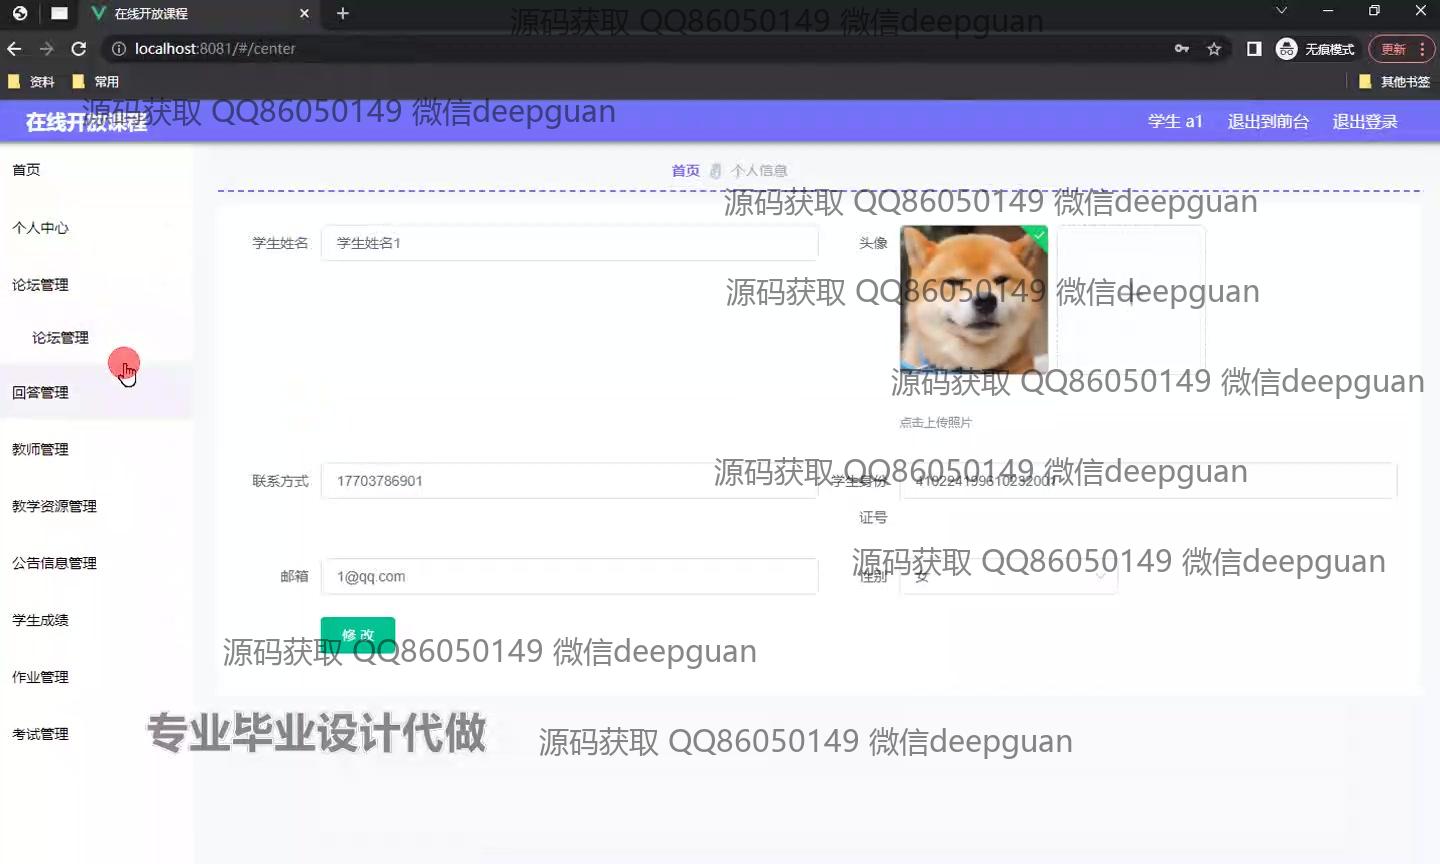 在线开放课程
源码获取 QQ86050149 微信deepguan
localhost:8081/#/center
无痕模式
更新
资料
常用
其他书签
源码获取 QQ86050149 微信deepguan
在线开放课程
学生 a1
退出到前台
退出登录
首页
首页
个人信息
源码获取 QQ86050149 微信deepguan
个人中心
学生姓名
学生姓名1
头像
论坛管理
源码获取 QQ86050149 微信deepguan
论坛管理
回答管理
源码获取 QQ86050149 微信deepguan
点击上传照片
教师管理
源码获取 QQ86050149 微信deepguan
联系方式
17703786901
学生身份
证号
教学资源管理
公告信息管理
源码获取 QQ86050149 微信deepguan
邮箱
1@qq.com
性别
女
学生成绩
修改
源码获取 QQ86050149 微信deepguan
作业管理
考试管理
专业毕业设计代做
源码获取 QQ86050149 微信deepguan